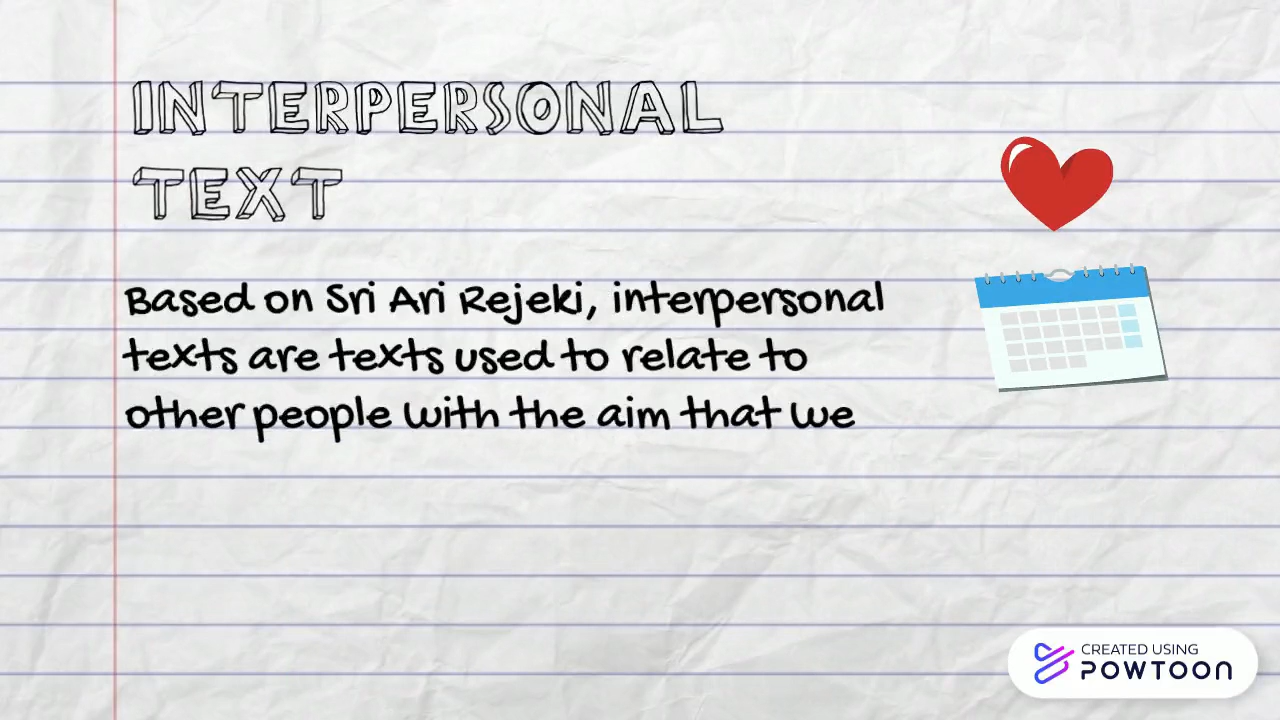 INTERPERSONAL
TEXT
Based on Sri Ari Rejeki, interpersonal
texts are texts used to relate to
other people with the aim that we
CREATED USING
POWTOON